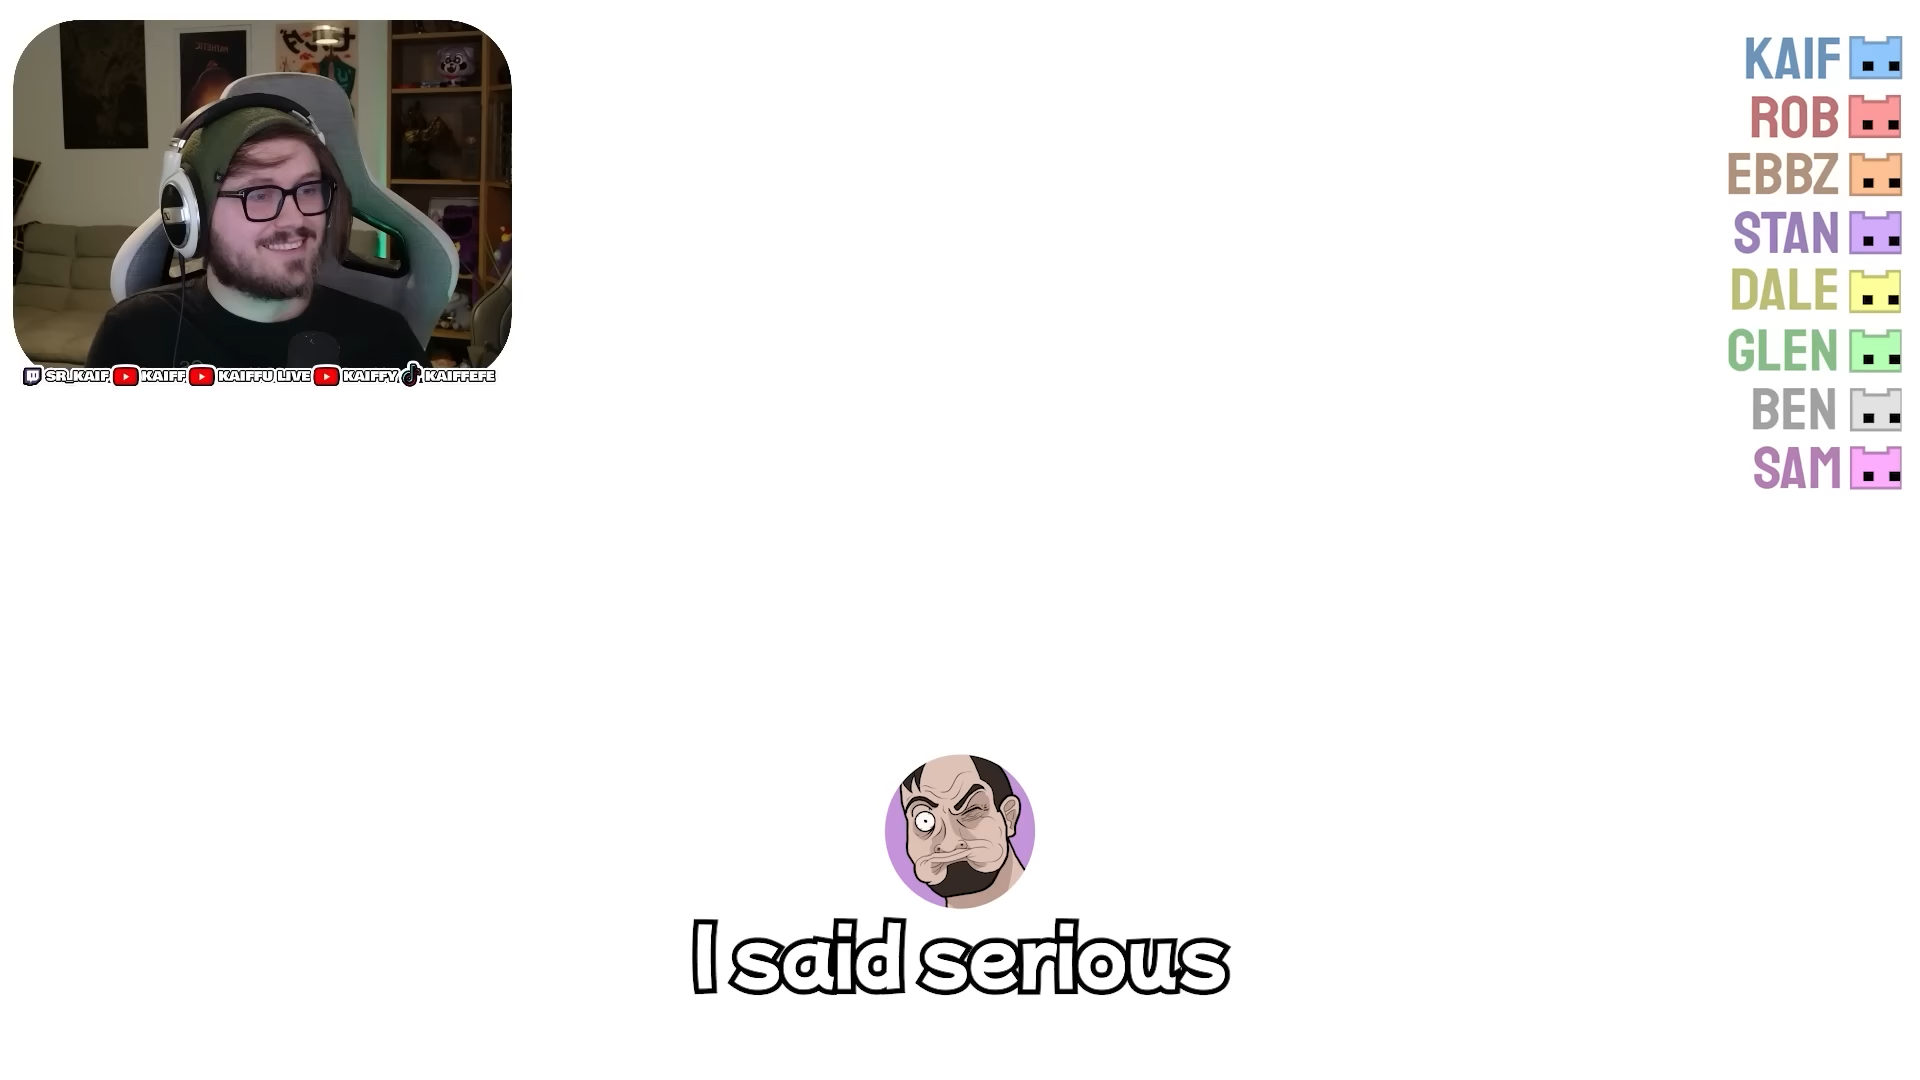 SR_KAIF KAIFF KAIFFU LIVE KAIFFY KAIFFEFE
KAIF
ROB
EBBZ
STAN
DALE
GLEN
BEN
SAM
I said serious